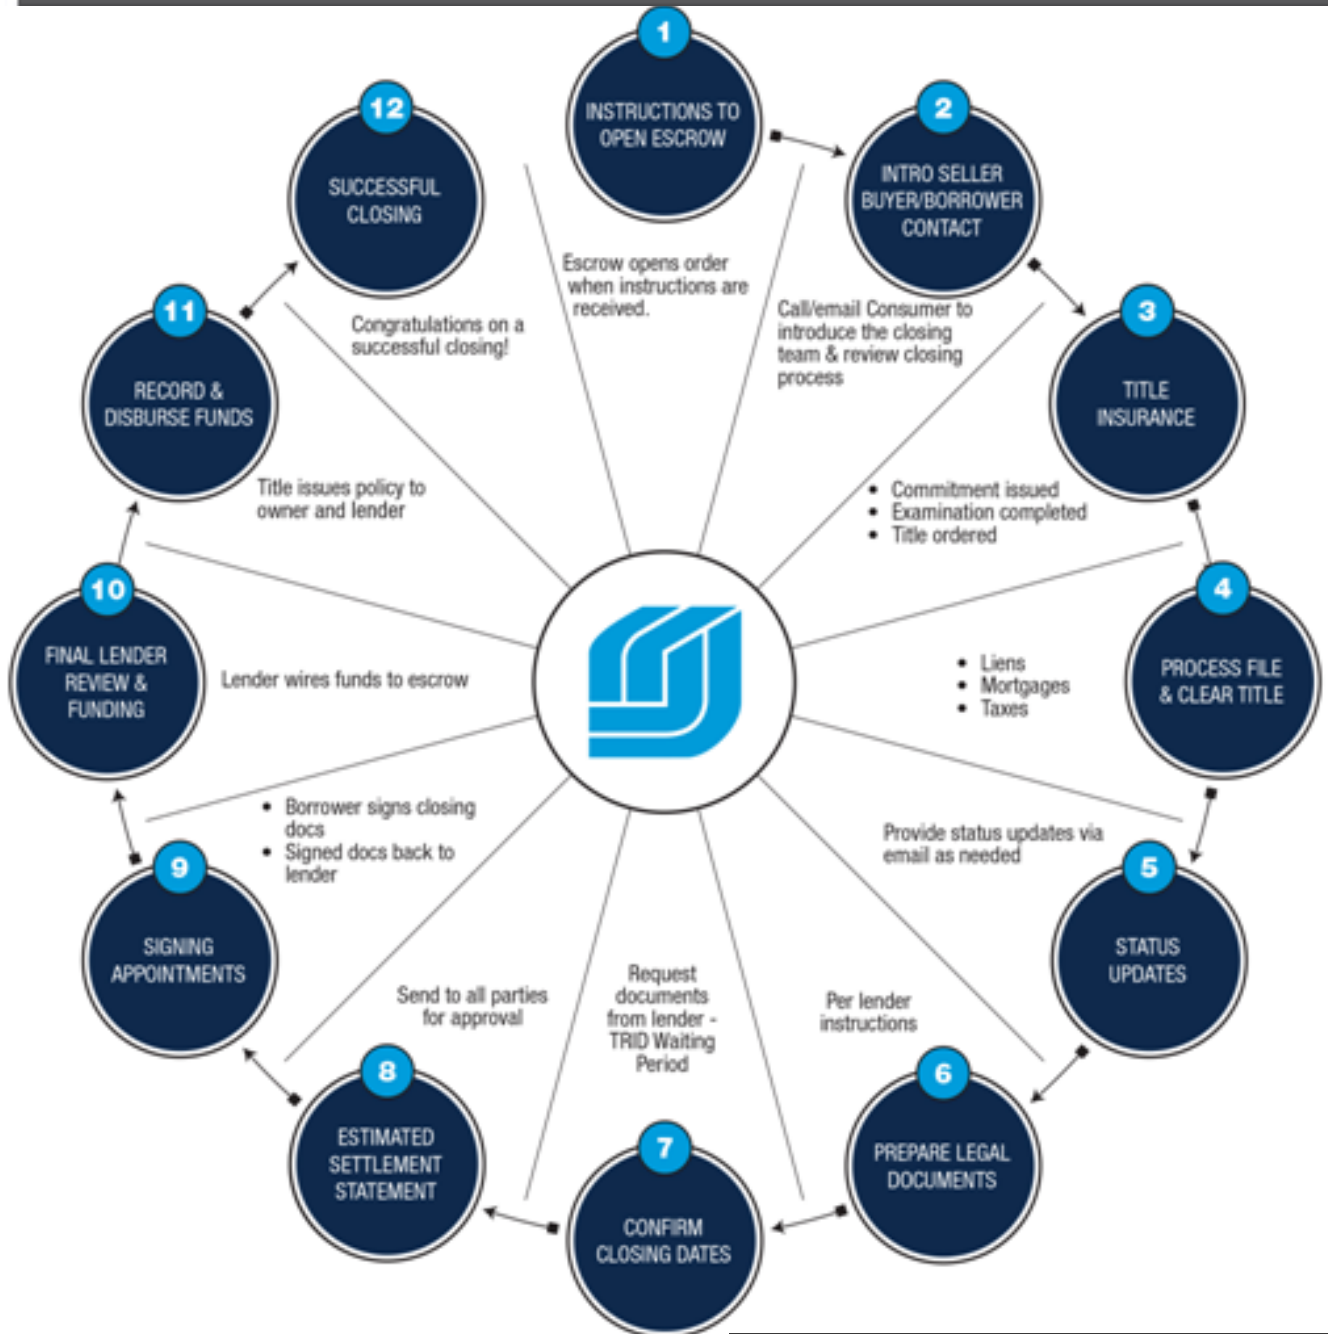 1
INSTRUCTIONS TO
OPEN ESCROW
Escrow opens order
when instructions are
received.
2
INTRO SELLER
BUYER/BORROWER
CONTACT
Call/email Consumer to
introduce the closing
team & review closing
process
3
TITLE
INSURANCE
• Commitment issued
• Examination completed
• Title ordered
4
PROCESS FILE
& CLEAR TITLE
• Liens
• Mortgages
• Taxes
5
STATUS
UPDATES
Provide status updates via
email as needed
6
PREPARE LEGAL
DOCUMENTS
Per lender
instructions
7
CONFIRM
CLOSING DATES
Request
documents
from lender -
TRID Waiting
Period
8
ESTIMATED
SETTLEMENT
STATEMENT
Send to all parties
for approval
9
SIGNING
APPOINTMENTS
• Borrower signs closing
docs
• Signed docs back to
lender
10
FINAL LENDER
REVIEW &
FUNDING
Lender wires funds to escrow
11
RECORD &
DISBURSE FUNDS
Title issues policy to
owner and lender
12
SUCCESSFUL
CLOSING
Congratulations on a
successful closing!